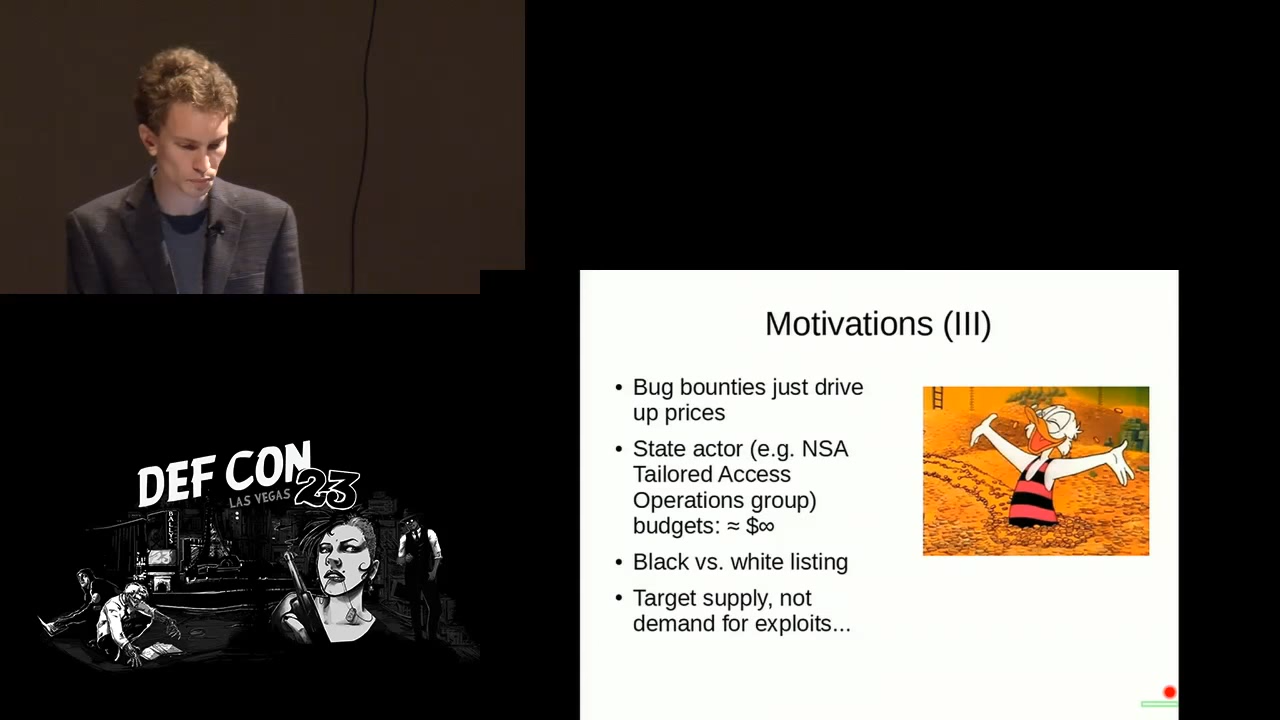 DEF CON
LAS VEGAS 23
BALLYS
Motivations (III)
• Bug bounties just drive
up prices
• State actor (e.g. NSA
Tailored Access
Operations group)
budgets: ≈ $∞
• Black vs. white listing
• Target supply, not
demand for exploits...